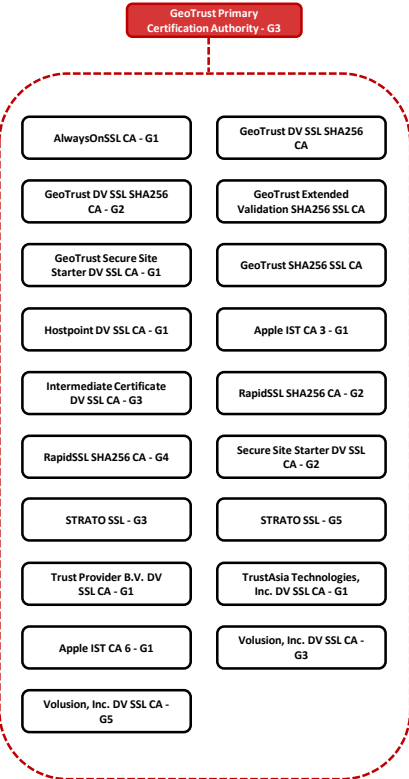 GeoTrust Primary
Certification Authority - G3
AlwaysOnSSL CA - G1
GeoTrust DV SSL SHA256
CA
GeoTrust DV SSL SHA256
CA - G2
GeoTrust Extended
Validation SHA256 SSL CA
GeoTrust Secure Site
Starter DV SSL CA - G1
GeoTrust SHA256 SSL CA
Hostpoint DV SSL CA - G1
Apple IST CA 3 - G1
Intermediate Certificate
DV SSL CA - G3
RapidSSL SHA256 CA - G2
RapidSSL SHA256 CA - G4
Secure Site Starter DV SSL
CA - G2
STRATO SSL - G3
STRATO SSL - G5
Trust Provider B.V. DV
SSL CA - G1
TrustAsia Technologies,
Inc. DV SSL CA - G1
Apple IST CA 6 - G1
Volusion, Inc. DV SSL CA -
G3
Volusion, Inc. DV SSL CA -
G5